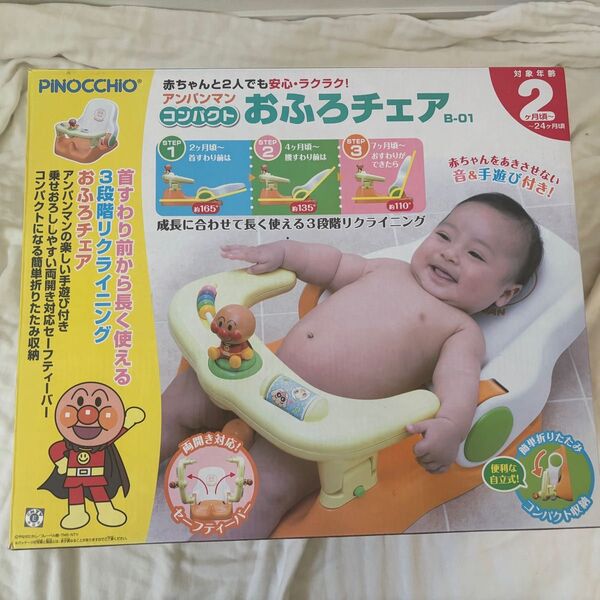 PINOCCHIO®
赤ちゃんと2人でも安心・ラクラク!
アンパンマン
コンパクト おふろチェア B-01
対象年齢
2ヶ月頃〜
〜24ヶ月頃
STEP 1
2ヶ月頃〜
首すわり前は
約165°
STEP 2
4ヶ月頃〜
腰すわり前は
約135°
STEP 3
7ヶ月頃〜
おすわりが
できたら
約110°
成長に合わせて長く使える3段階リクライニング
赤ちゃんをあきさせない
音&手遊び付き!
首すわり前から長く使える
3段階リクライニング
おふろチェア
アンパンマンの楽しい手遊び付き
乗せおろししやすい両開き対応セーフティーバー
コンパクトになる簡単折りたたみ収納
両開き対応!
セーフティーバー
簡単折りたたみ
コンパクト収納
便利な
自立式!